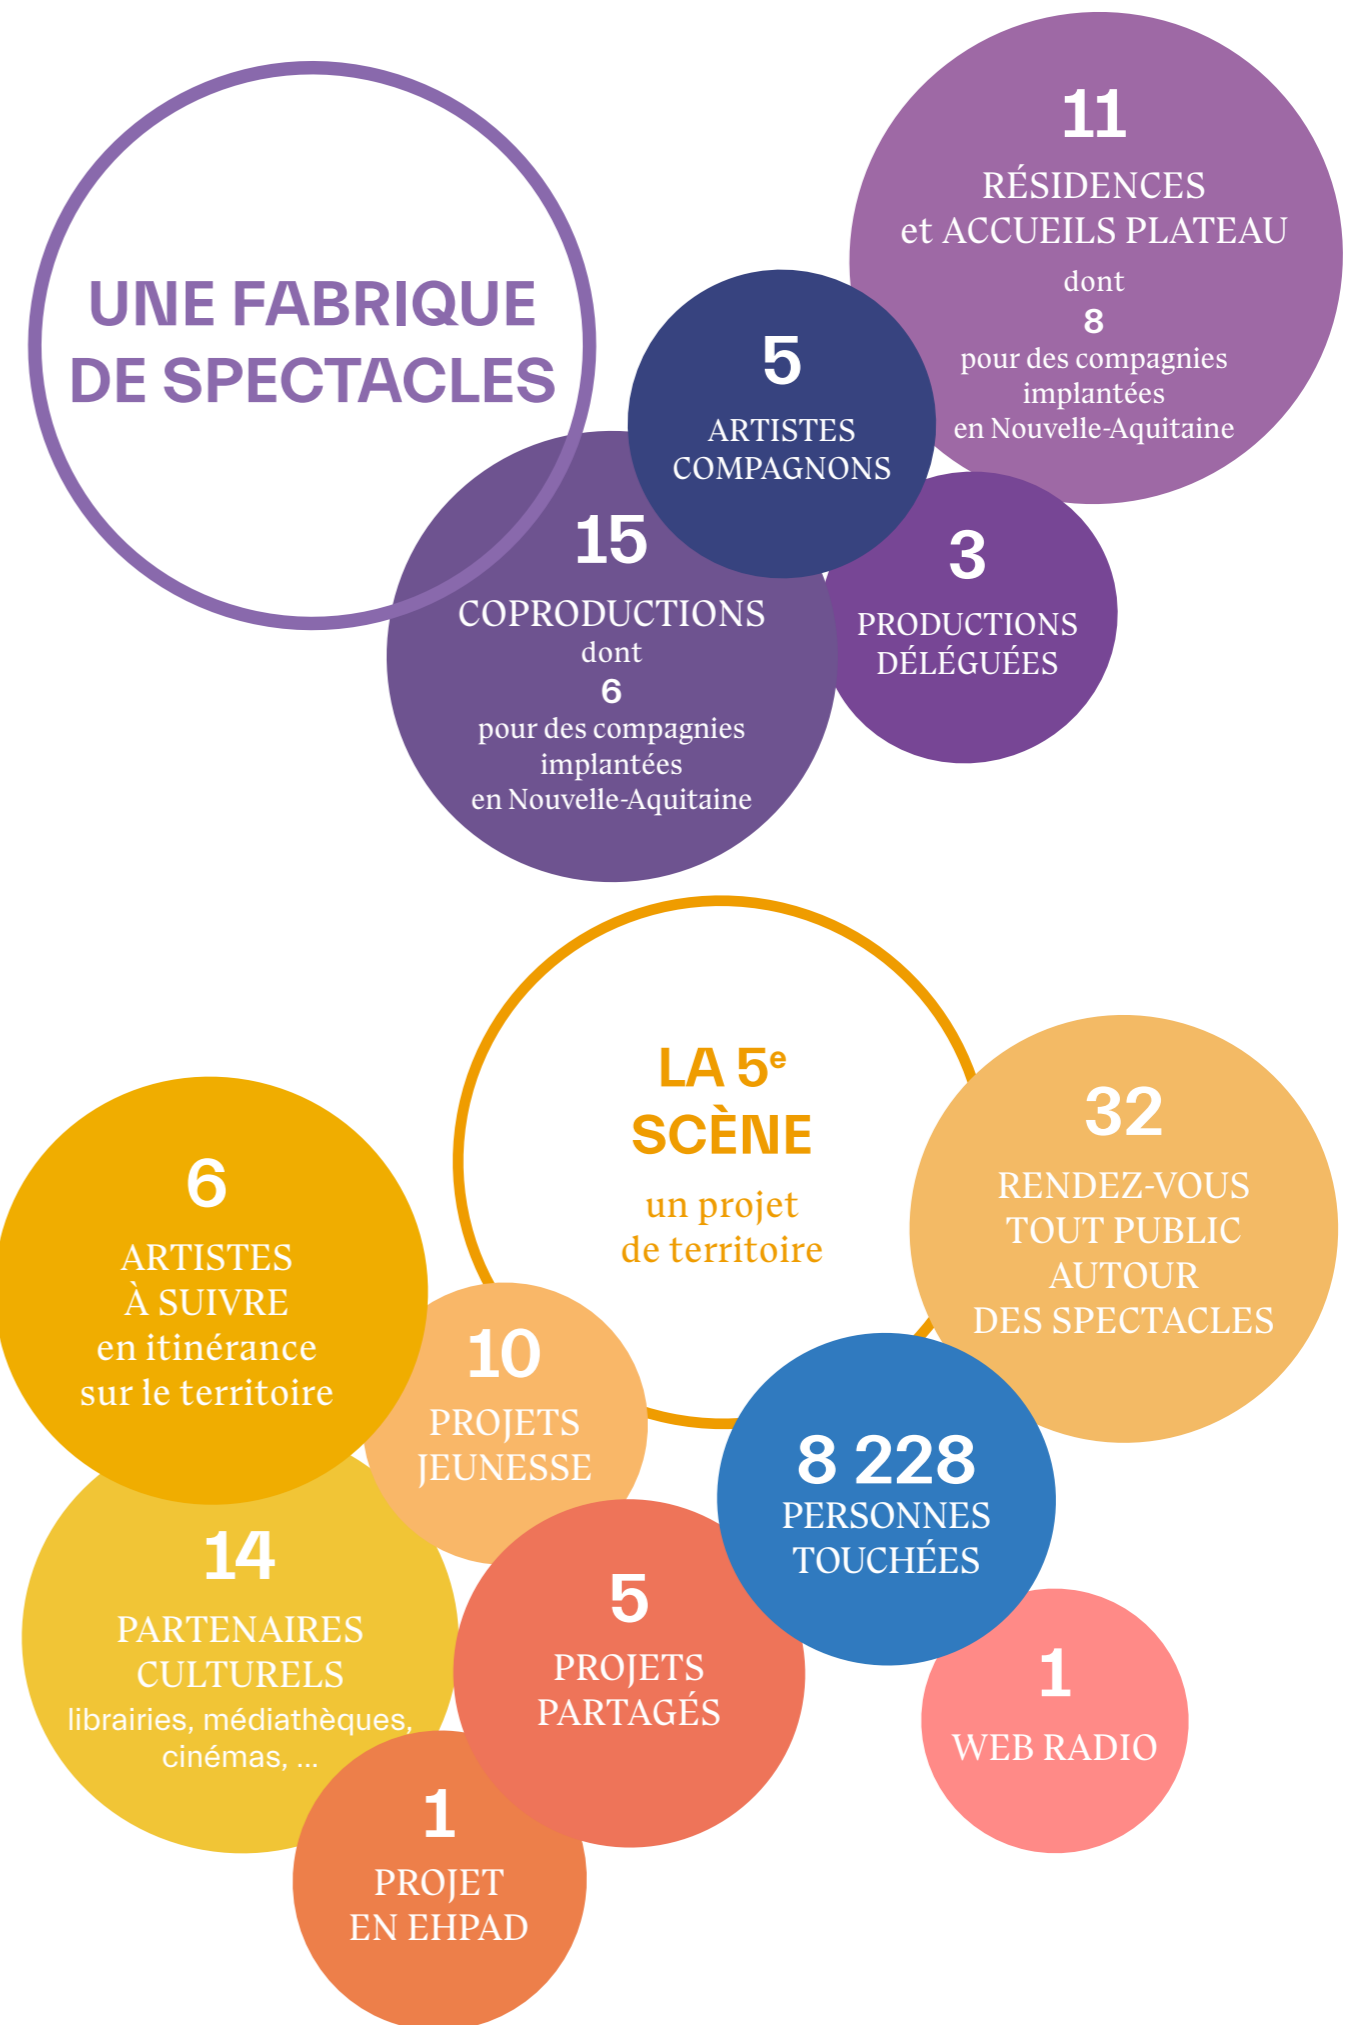 UNE FABRIQUE
DE SPECTACLES
11
RÉSIDENCES
et ACCUEILS PLATEAU
dont
8
pour des compagnies
implantées
en Nouvelle-Aquitaine
5
ARTISTES
COMPAGNONS
15
COPRODUCTIONS
dont
6
pour des compagnies
implantées
en Nouvelle-Aquitaine
3
PRODUCTIONS
DÉLÉGUÉES
LA 5e
SCÈNE
un projet
de territoire
32
RENDEZ-VOUS
TOUT PUBLIC
AUTOUR
DES SPECTACLES
6
ARTISTES
À SUIVRE
en itinérance
sur le territoire
10
PROJETS
JEUNESSE
8 228
PERSONNES
TOUCHÉES
14
PARTENAIRES
CULTURELS
librairies, médiathèques,
cinémas, ...
5
PROJETS
PARTAGÉS
1
WEB RADIO
1
PROJET
EN EHPAD